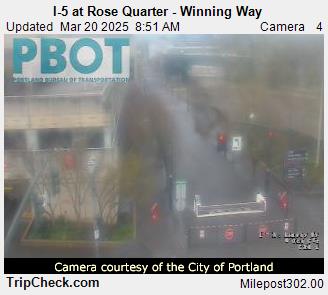 I-5 at Rose Quarter - Winning Way
Updated Mar 20 2025 8:51 AM Camera 4
PBOT
PORTLAND BUREAU OF TRANSPORTATION
Camera courtesy of the City of Portland
TripCheck.com Milepost302.00